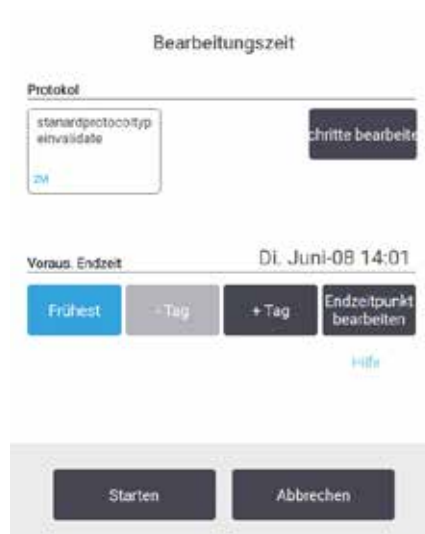 Bearbeitungszeit
Protokol
stanardprotocoltyp
einvalidate
2M
chritte bearbeite
Voraus. Endzeit
Di. Juni-08 14:01
Frühest
- Tag
+ Tag
Endzeitpunkt
bearbeiten
Hilfe
Starten
Abbrechen